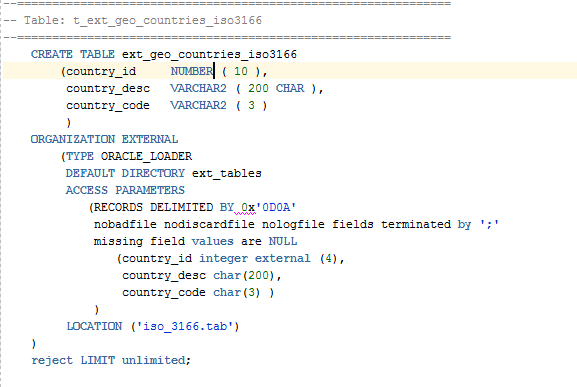 --==============================================================
-- Table: t_ext_geo_countries_iso3166
--==============================================================
CREATE TABLE ext_geo_countries_iso3166
(country_id NUMBER ( 10 ),
country_desc VARCHAR2 ( 200 CHAR ),
country_code VARCHAR2 ( 3 )
)
ORGANIZATION EXTERNAL
(TYPE ORACLE_LOADER
DEFAULT DIRECTORY ext_tables
ACCESS PARAMETERS
(RECORDS DELIMITED BY 0x'0D0A'
nobadfile nodiscardfile nologfile fields terminated by ';'
missing field values are NULL
(country_id integer external (4),
country_desc char(200),
country_code char(3) )
)
LOCATION ('iso_3166.tab')
)
reject LIMIT unlimited;